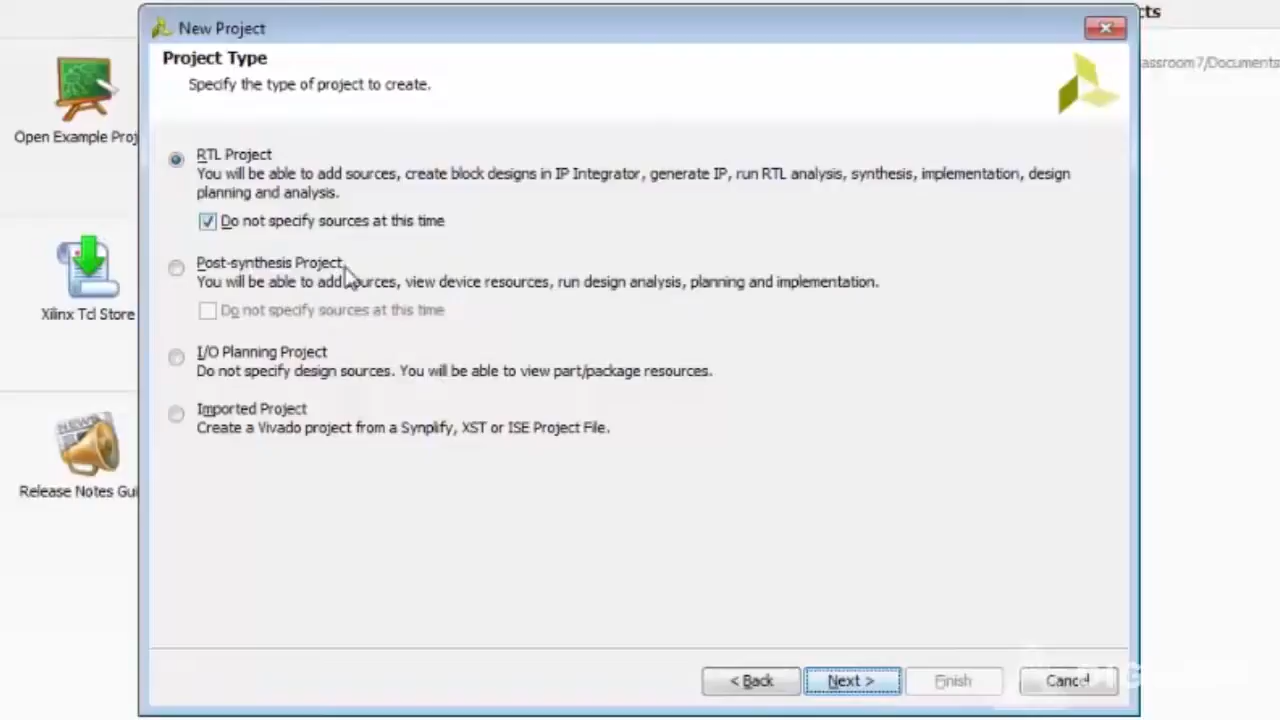 New Project
cts
Project Type
Specify the type of project to create.
assroom7/Documents
Open Example Proj
RTL Project
You will be able to add sources, create block designs in IP Integrator, generate IP, run RTL analysis, synthesis, implementation, design
planning and analysis.
Do not specify sources at this time
Post-synthesis Project
You will be able to add sources, view device resources, run design analysis, planning and implementation.
Do not specify sources at this time
Xilinx Tcl Store
I/O Planning Project
Do not specify design sources. You will be able to view part/package resources.
Imported Project
Create a Vivado project from a Synplify, XST or ISE Project File.
NEWS
Release Notes Gui
< Back
Next >
Finish
Cancel